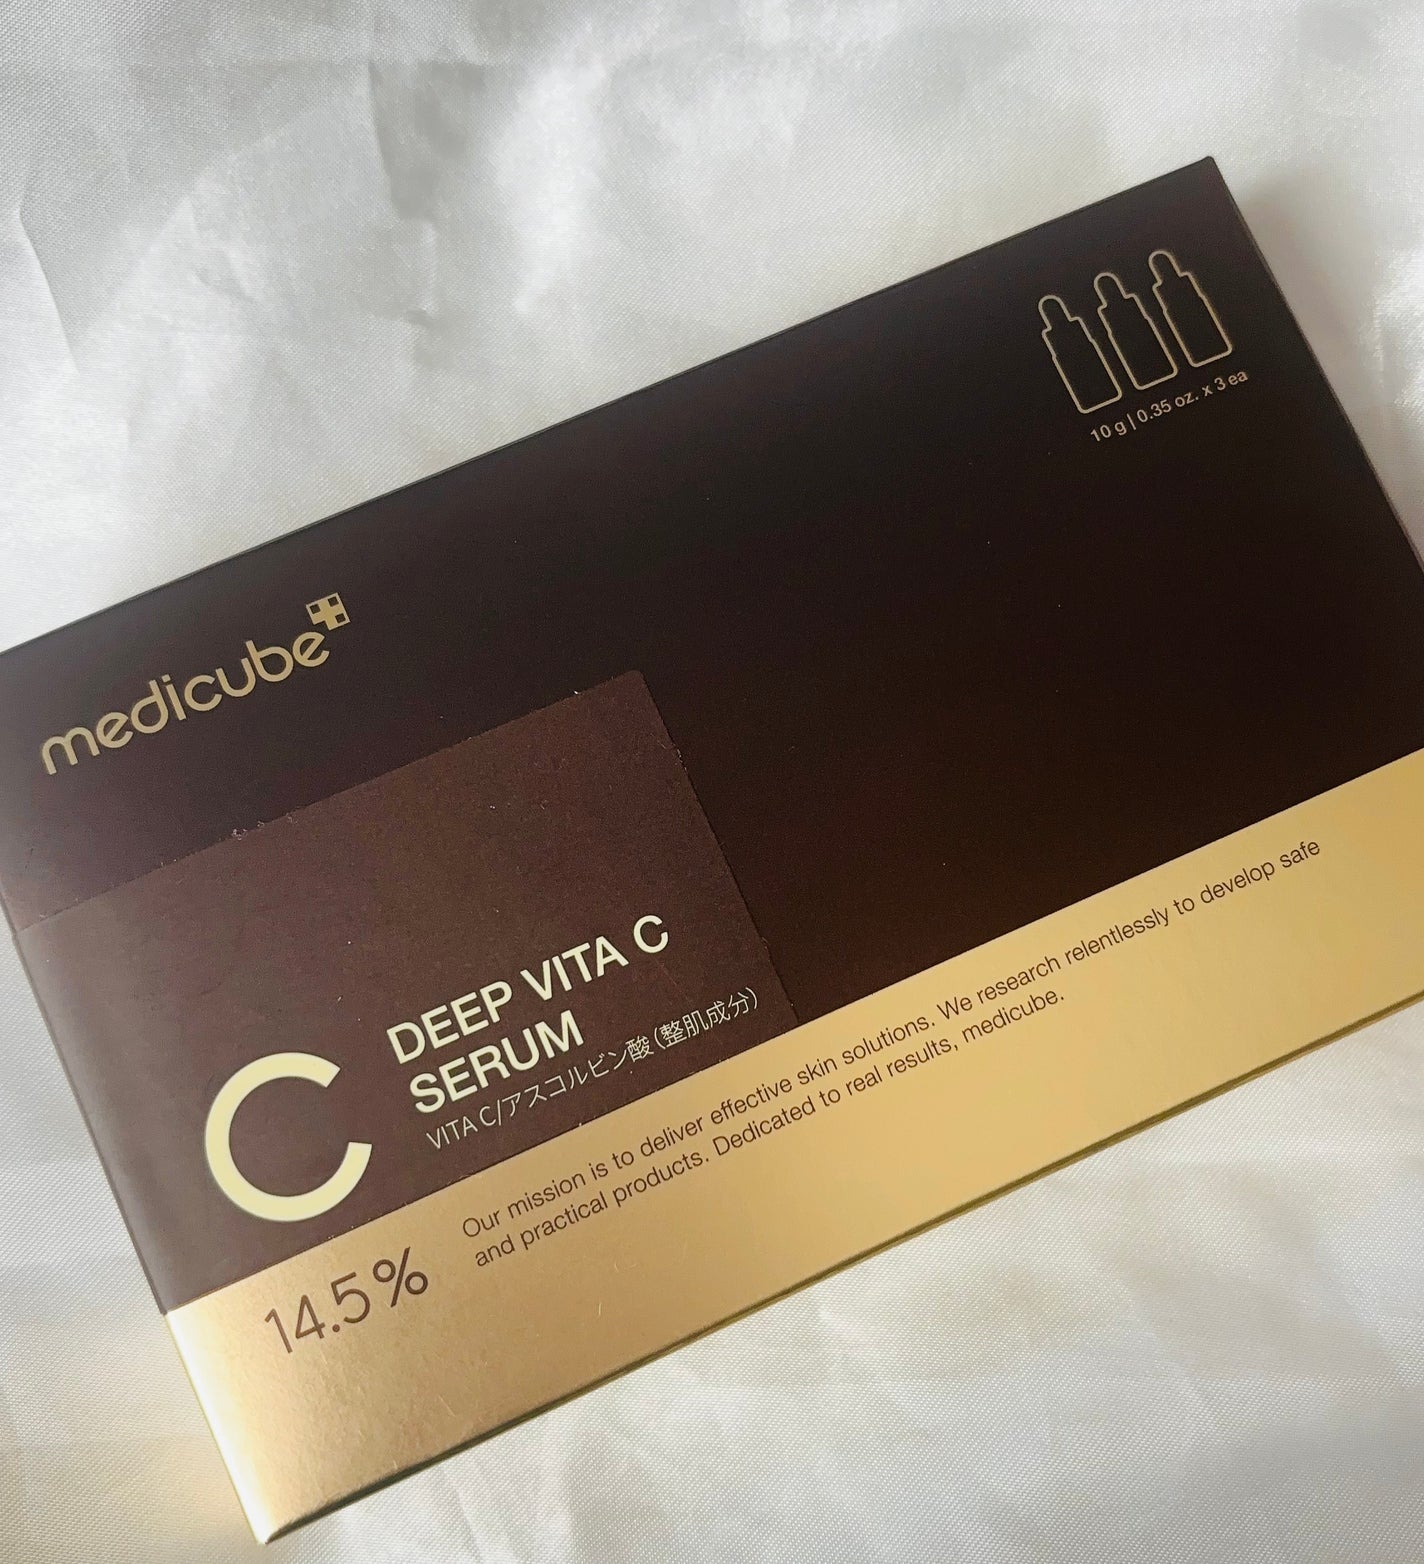 10 g | 0.35 oz. x 3 ea
medicube
C
DEEP VITA C
SERUM
VITA C/アスコルビン酸(整肌成分)
14.5%
Our mission is to deliver effective skin solutions. We research relentlessly to develop safe
and practical products. Dedicated to real results, medicube.